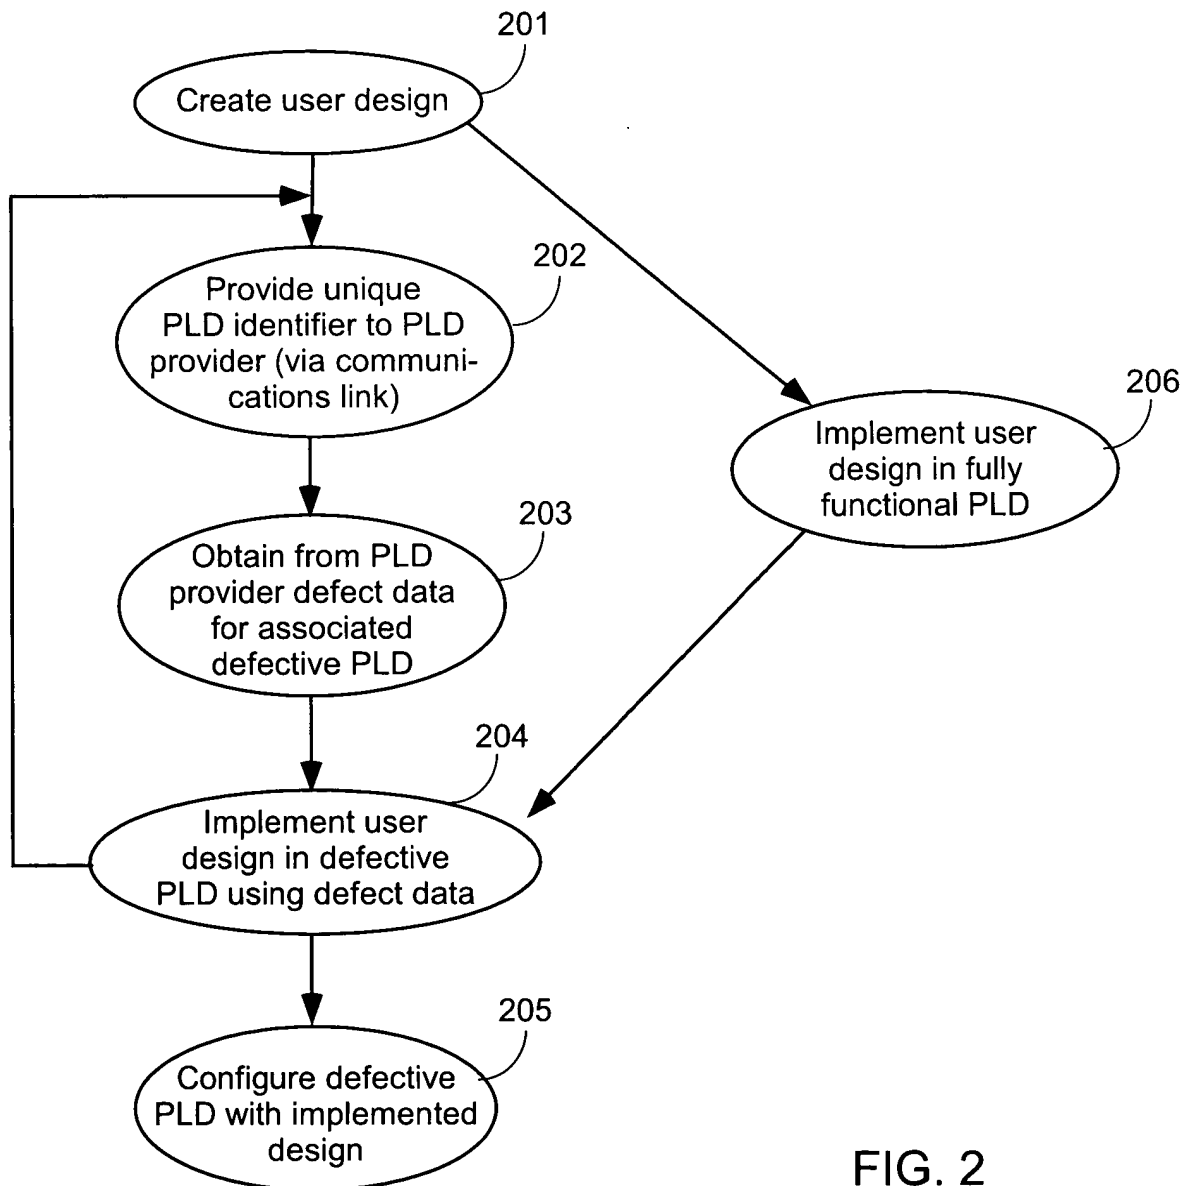 201
Create user design
202
Provide unique
PLD identifier to PLD
provider (via communi-
cations link)
206
Implement user
design in fully
functional PLD
203
Obtain from PLD
provider defect data
for associated
defective PLD
204
Implement user
design in defective
PLD using defect data
205
Configure defective
PLD with implemented
design
FIG. 2